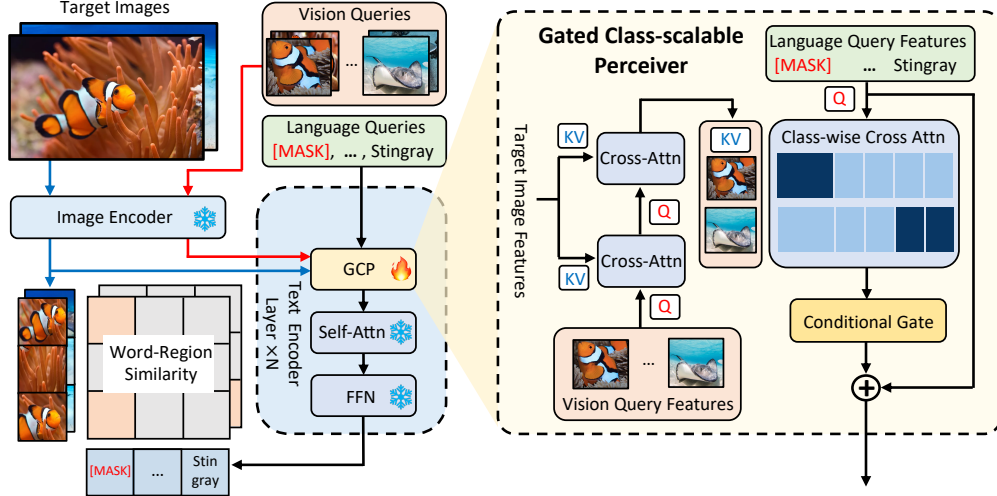 Target Images
Vision Queries
...
Language Queries
[MASK], ... , Stingray
Image Encoder
GCP
Self-Attn
FFN
Text Encoder
Layer ×N
Word-Region
Similarity
[MASK]
...
Stin
gray
Gated Class-scalable
Perceiver
Target Image Features
KV
Cross-Attn
Q
KV
Cross-Attn
Q
...
Vision Query Features
KV
Language Query Features
[MASK] ... Stingray
Q
Class-wise Cross Attn
Conditional Gate
+